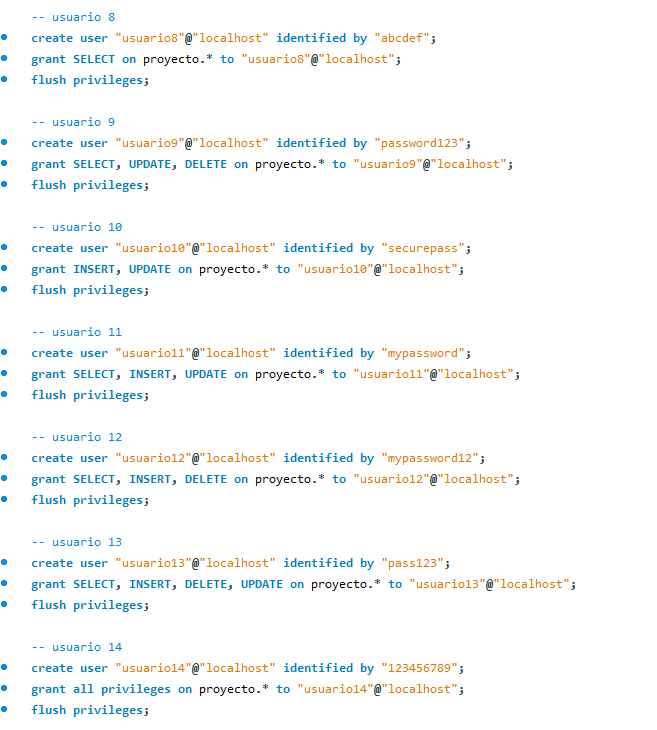 -- usuario 8
create user "usuario8"@"localhost" identified by "abcdef";
grant SELECT on proyecto.* to "usuario8"@"localhost";
flush privileges;
-- usuario 9
create user "usuario9"@"localhost" identified by "password123";
grant SELECT, UPDATE, DELETE on proyecto.* to "usuario9"@"localhost";
flush privileges;
-- usuario 10
create user "usuario10"@"localhost" identified by "securepass";
grant INSERT, UPDATE on proyecto.* to "usuario10"@"localhost";
flush privileges;
-- usuario 11
create user "usuario11"@"localhost" identified by "mypassword";
grant SELECT, INSERT, UPDATE on proyecto.* to "usuario11"@"localhost";
flush privileges;
-- usuario 12
create user "usuario12"@"localhost" identified by "mypassword12";
grant SELECT, INSERT, DELETE on proyecto.* to "usuario12"@"localhost";
flush privileges;
-- usuario 13
create user "usuario13"@"localhost" identified by "pass123";
grant SELECT, INSERT, DELETE, UPDATE on proyecto.* to "usuario13"@"localhost";
flush privileges;
-- usuario 14
create user "usuario14"@"localhost" identified by "123456789";
grant all privileges on proyecto.* to "usuario14"@"localhost";
flush privileges;